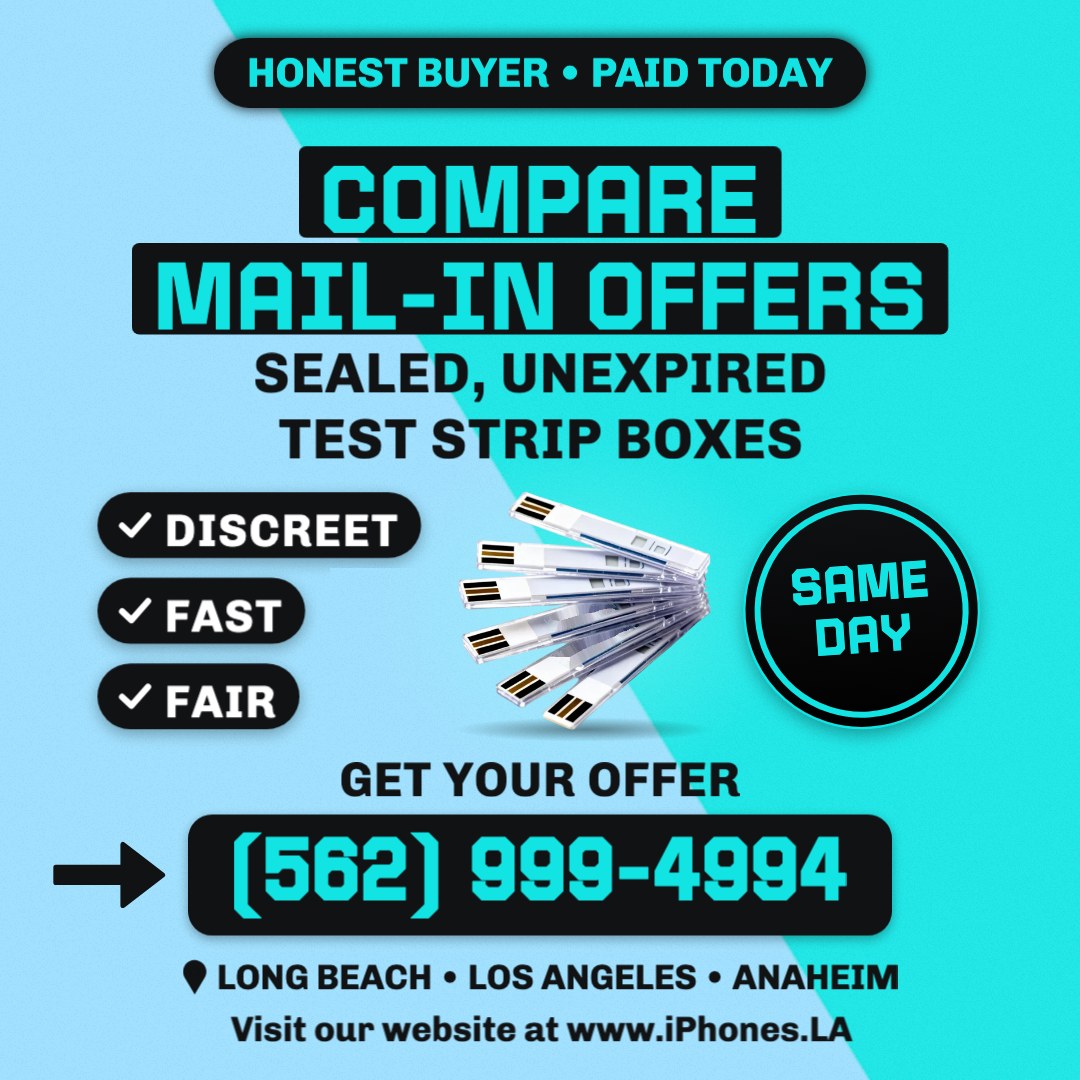 HONEST BUYER • PAID TODAY
COMPARE
MAIL-IN OFFERS
SEALED, UNEXPIRED
TEST STRIP BOXES
DISCREET
FAST
FAIR
SAME
DAY
GET YOUR OFFER
(562) 999-4994
LONG BEACH • LOS ANGELES • ANAHEIM
Visit our website at www.iPhones.LA